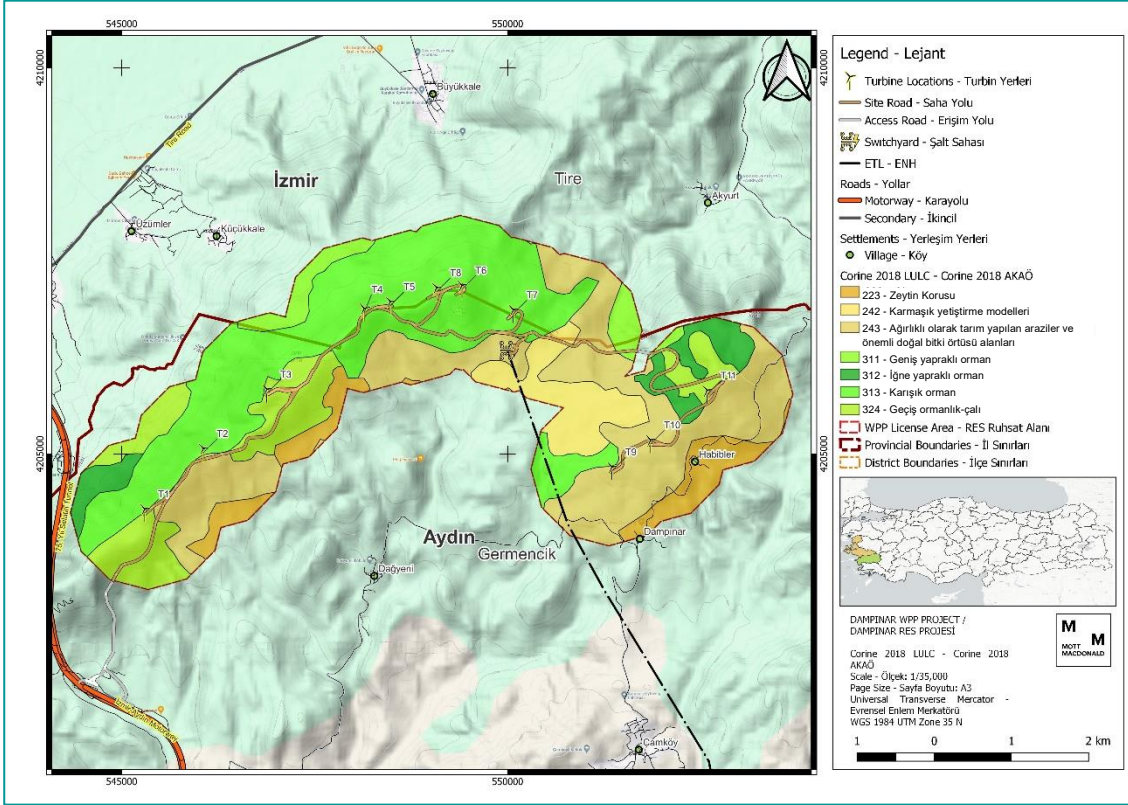 545000
550000
4210000
4210000
Büyükkale
İzmir
Tire
Tire Road
Akyurt
Üzümler
Küçükkale
T8
T6
T4
T5
T7
T3
T11
T2
T10
T9
Habibler
4205000
4205000
T1
Aydın
Germencik
Dampınar
Dağyeni
İzmir-Aydın Motorway
Çamköy
545000
550000
Legend - Lejant
Turbine Locations - Turbin Yerleri
Site Road - Saha Yolu
Access Road - Erişim Yolu
Switchyard - Şalt Sahası
ETL - ENH
Roads - Yollar
Motorway - Karayolu
Secondary - İkincil
Settlements - Yerleşim Yerleri
Village - Köy
Corine 2018 LULC - Corine 2018 AKAÖ
223 - Zeytin Korusu
242 - Karmaşık yetiştirme modelleri
243 - Ağırlıklı olarak tarım yapılan araziler ve
önemli doğal bitki örtüsü alanları
311 - Geniş yapraklı orman
312 - İğne yapraklı orman
313 - Karışık orman
324 - Geçiş ormanlık-çalı
WPP License Area - RES Ruhsat Alanı
Provincial Boundaries - İl Sınırları
District Boundaries - İlçe Sınırları
DAMPINAR WPP PROJECT /
DAMPINAR RES PROJESİ
M
M
MOTT
MACDONALD
Corine 2018 LULC - Corine 2018
AKAÖ
Scale - Ölçek: 1/35,000
Page Size - Sayfa Boyutu: A3
Universal Transverse Mercator -
Evrensel Enlem Merkatörü
WGS 1984 UTM Zone 35 N
1 0 1 2 km